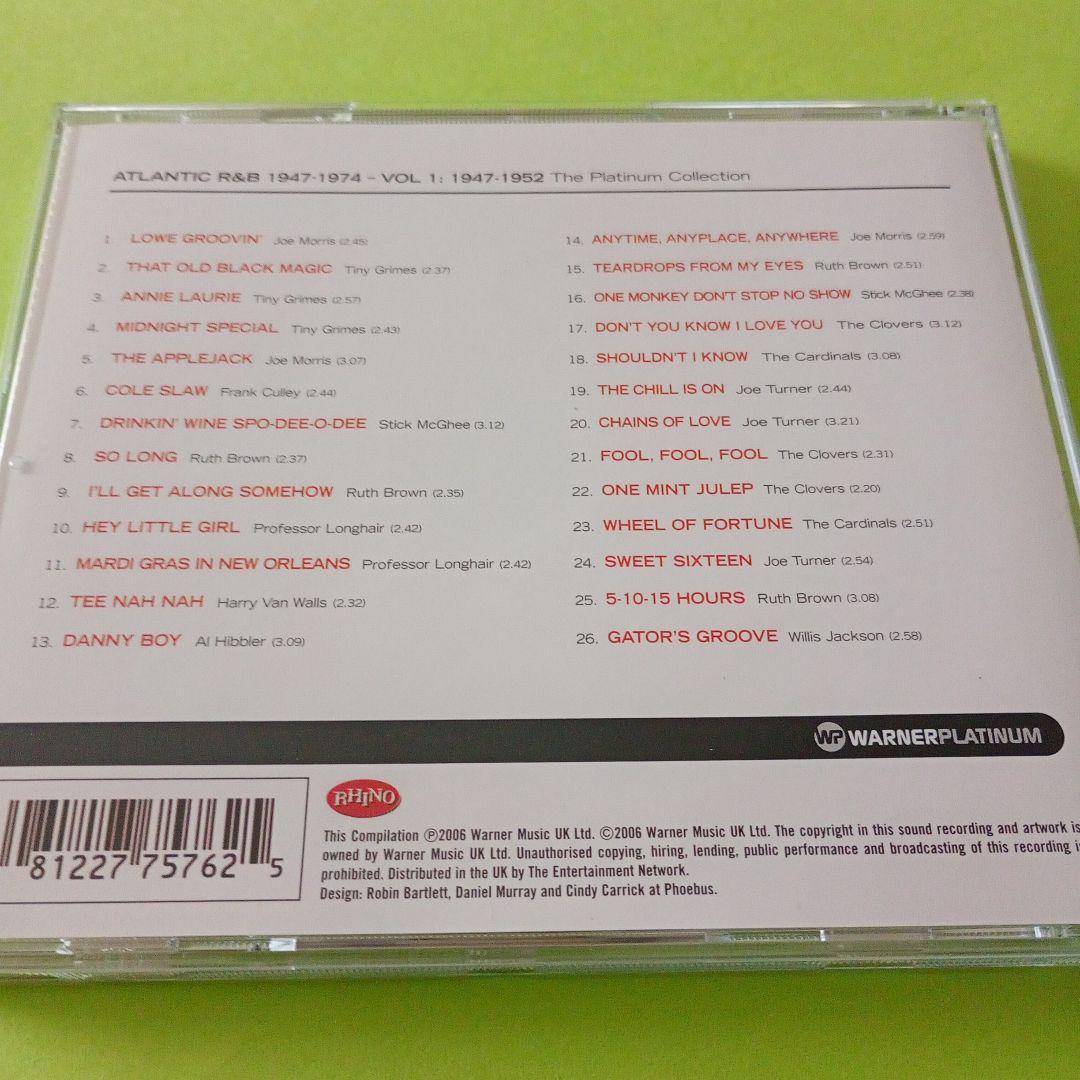 ATLANTIC R&B 1947-1974 – VOL 1: 1947-1952 The Platinum Collection
1. LOWE GROOVIN' Joe Morris (2.45)
2. THAT OLD BLACK MAGIC Tiny Grimes (2.37)
3. ANNIE LAURIE Tiny Grimes (2.57)
4. MIDNIGHT SPECIAL Tiny Grimes (2.43)
5. THE APPLEJACK Joe Morris (3.07)
6. COLE SLAW Frank Culley (2.44)
7. DRINKIN' WINE SPO-DEE-O-DEE Stick McGhee (3.12)
8. SO LONG Ruth Brown (2.37)
9. I'LL GET ALONG SOMEHOW Ruth Brown (2.35)
10. HEY LITTLE GIRL Professor Longhair (2.42)
11. MARDI GRAS IN NEW ORLEANS Professor Longhair (2.42)
12. TEE NAH NAH Harry Van Walls (2.32)
13. DANNY BOY Al Hibbler (3.09)
14. ANYTIME, ANYPLACE, ANYWHERE Joe Morris (2.59)
15. TEARDROPS FROM MY EYES Ruth Brown (2.51)
16. ONE MONKEY DON'T STOP NO SHOW Stick McGhee (2.38)
17. DON'T YOU KNOW I LOVE YOU The Clovers (3.12)
18. SHOULDN'T I KNOW The Cardinals (3.08)
19. THE CHILL IS ON Joe Turner (2.44)
20. CHAINS OF LOVE Joe Turner (3.21)
21. FOOL, FOOL, FOOL The Clovers (2.31)
22. ONE MINT JULEP The Clovers (2.20)
23. WHEEL OF FORTUNE The Cardinals (2.51)
24. SWEET SIXTEEN Joe Turner (2.54)
25. 5-10-15 HOURS Ruth Brown (3.08)
26. GATOR'S GROOVE Willis Jackson (2.58)
WP WARNERPLATINUM
RHINO
This Compilation ℗2006 Warner Music UK Ltd. ©2006 Warner Music UK Ltd. The copyright in this sound recording and artwork is
owned by Warner Music UK Ltd. Unauthorised copying, hiring, lending, public performance and broadcasting of this recording is
prohibited. Distributed in the UK by The Entertainment Network.
Design: Robin Bartlett, Daniel Murray and Cindy Carrick at Phoebus.
81227 75762 5